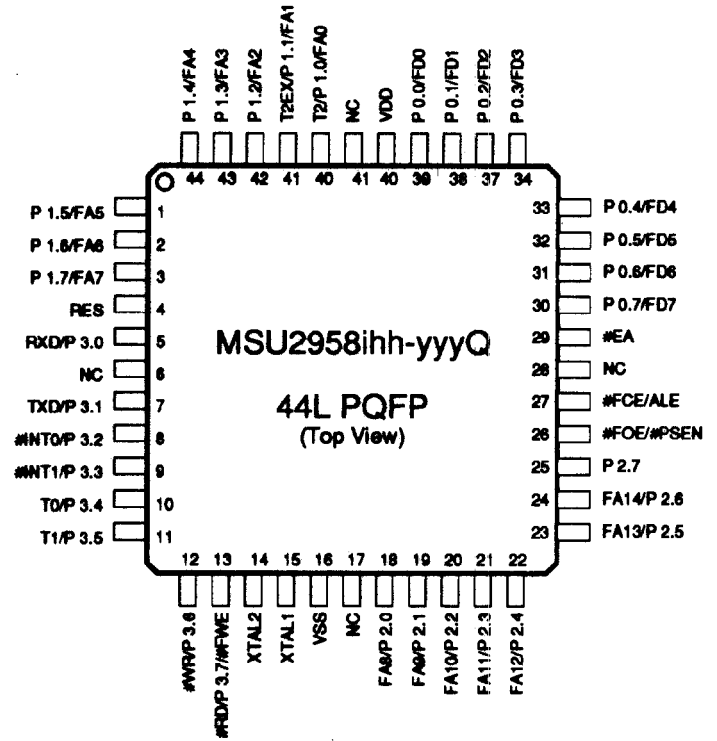 P 1.4/FA4
P 1.3/FA3
P 1.2/FA2
T2EX/P 1.1/FA1
T2/P 1.0/FA0
NC
VDD
P 0.0/FD0
P 0.1/FD1
P 0.2/FD2
P 0.3/FD3
44 43 42 41 40 41 40 39 38 37 34
P 1.5/FA5 1
P 1.6/FA6 2
P 1.7/FA7 3
RES 4
RXD/P 3.0 5
NC 6
TXD/P 3.1 7
#INT0/P 3.2 8
#INT1/P 3.3 9
T0/P 3.4 10
T1/P 3.5 11
MSU2958ihh-yyyQ
44L PQFP
(Top View)
33 P 0.4/FD4
32 P 0.5/FD5
31 P 0.6/FD6
30 P 0.7/FD7
29 #EA
28 NC
27 #FCE/ALE
26 #FOE/#PSEN
25 P 2.7
24 FA14/P 2.6
23 FA13/P 2.5
12 13 14 15 16 17 18 19 20 21 22
#WR/P 3.6
#RD/P 3.7/#FWE
XTAL2
XTAL1
VSS
NC
FA8/P 2.0
FA9/P 2.1
FA10/P 2.2
FA11/P 2.3
FA12/P 2.4